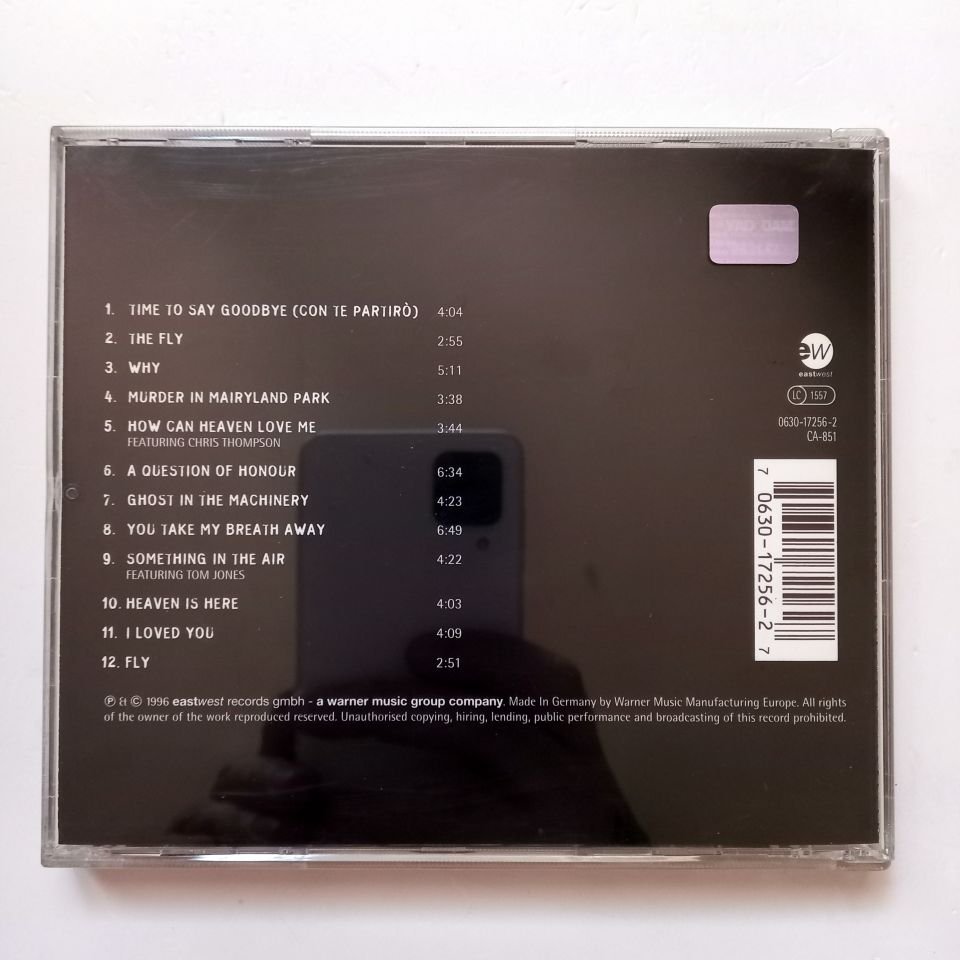 1. TIME TO SAY GOODBYE (CON TE PARTIRÒ) 4:04
2. THE FLY 2:55
3. WHY 5:11
4. MURDER IN MAIRYLAND PARK 3:38
5. HOW CAN HEAVEN LOVE ME 3:44
FEATURING CHRIS THOMPSON
6. A QUESTION OF HONOUR 6:34
7. GHOST IN THE MACHINERY 4:23
8. YOU TAKE MY BREATH AWAY 6:49
9. SOMETHING IN THE AIR 4:22
FEATURING TOM JONES
10. HEAVEN IS HERE 4:03
11. I LOVED YOU 4:09
12. FLY 2:51
ew
eastwest
LC 1557
0630-17256-2
CA-851
7 0630-17256-2 7
℗ & © 1996 eastwest records gmbh - a warner music group company. Made In Germany by Warner Music Manufacturing Europe. All rights
of the owner of the work reproduced reserved. Unauthorised copying, hiring, lending, public performance and broadcasting of this record prohibited.